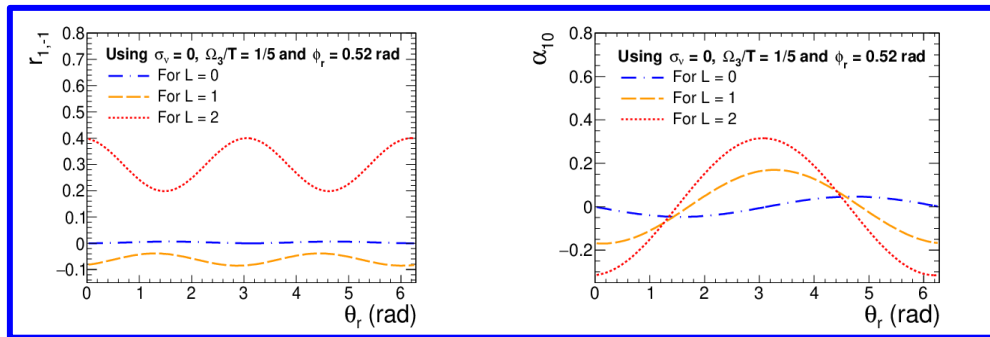 r1,-1
0.8
0.7
0.6
0.5
0.4
0.3
0.2
0.1
0
−0.1
Using σv = 0, Ω3/T = 1/5 and ϕr = 0.52 rad
For L = 0
For L = 1
For L = 2
0 1 2 3 4 5 6
θr (rad)
α10
0.8
0.6
0.4
0.2
0
−0.2
Using σv = 0, Ω3/T = 1/5 and ϕr = 0.52 rad
For L = 0
For L = 1
For L = 2
0 1 2 3 4 5 6
θr (rad)